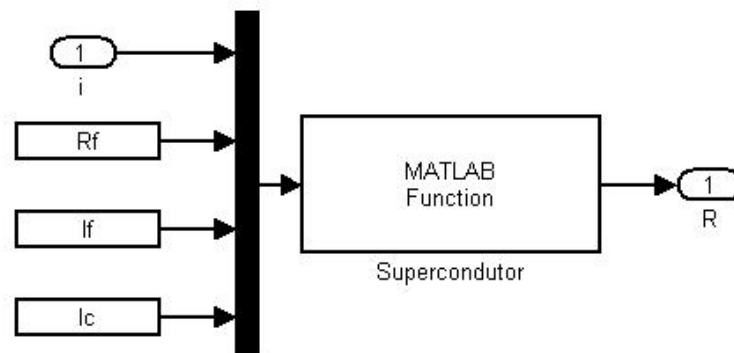 1
i
Rf
If
Ic
MATLAB
Function
Supercondutor
1
R